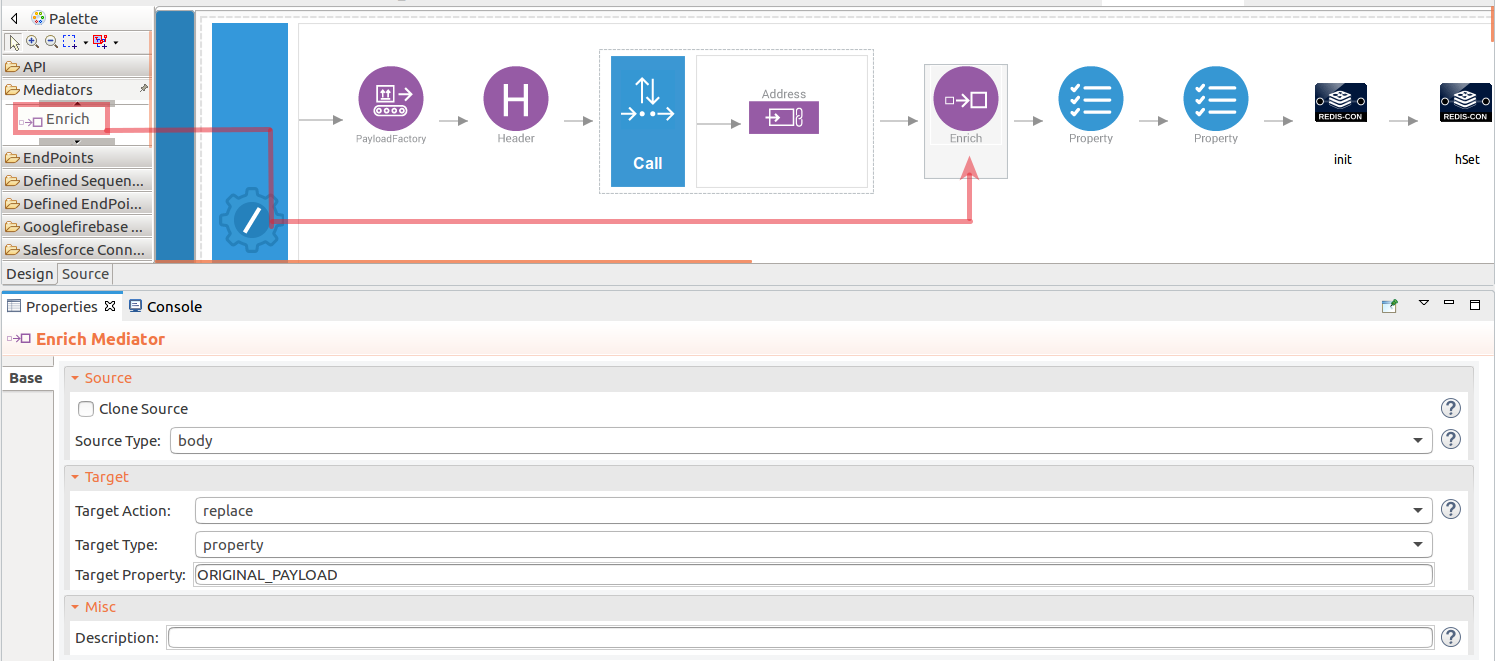 Palette
API
Mediators
Enrich
EndPoints
Defined Sequen...
Defined EndPoi...
Googlefirebase ...
Salesforce Conn...
PayloadFactory
Header
Call
Address
Enrich
Property
Property
REDIS-CON
init
REDIS-CON
hSet
Design Source
Properties Console
Enrich Mediator
Base
Source
Clone Source
?
Source Type: body
?
Target
Target Action: replace
?
Target Type: property
Target Property: ORIGINAL_PAYLOAD
Misc
Description:
?